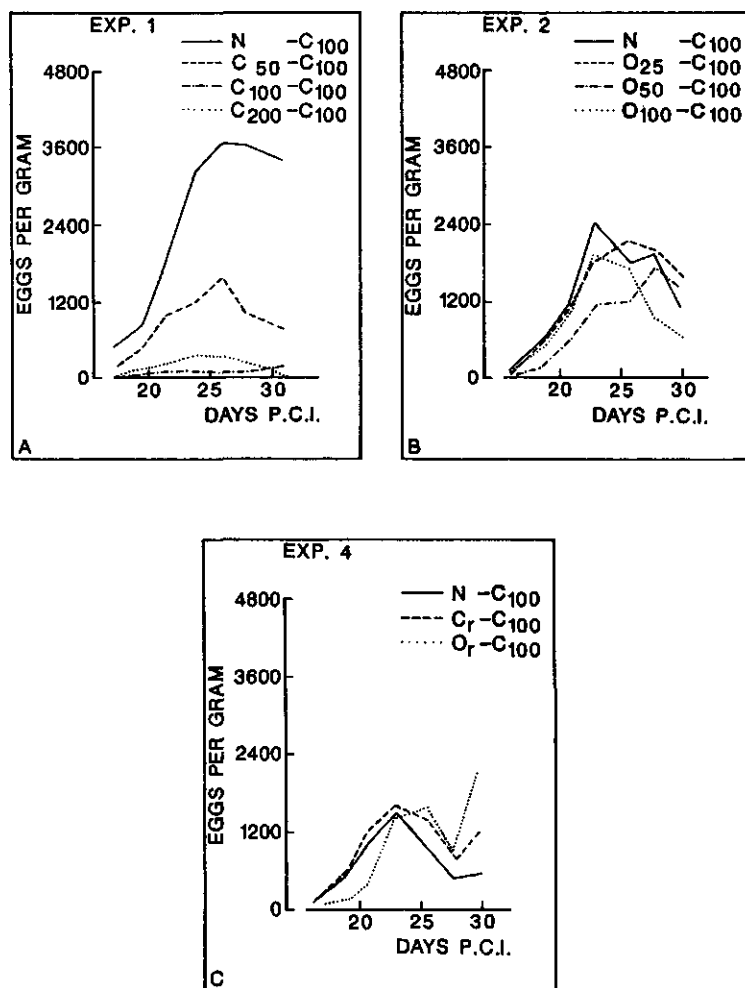 EXP. 1
N -C100
C50 -C100
C100 -C100
C200 -C100
4800
3600
2400
1200
0
EGGS PER GRAM
20 25 30
DAYS P.C.I.
A
EXP. 2
N -C100
O25 -C100
O50 -C100
O100 -C100
4800
3600
2400
1200
0
EGGS PER GRAM
20 25 30
DAYS P.C.I.
B
EXP. 4
N -C100
Cr -C100
Or -C100
4800
3600
2400
1200
0
EGGS PER GRAM
20 25 30
DAYS P.C.I.
C